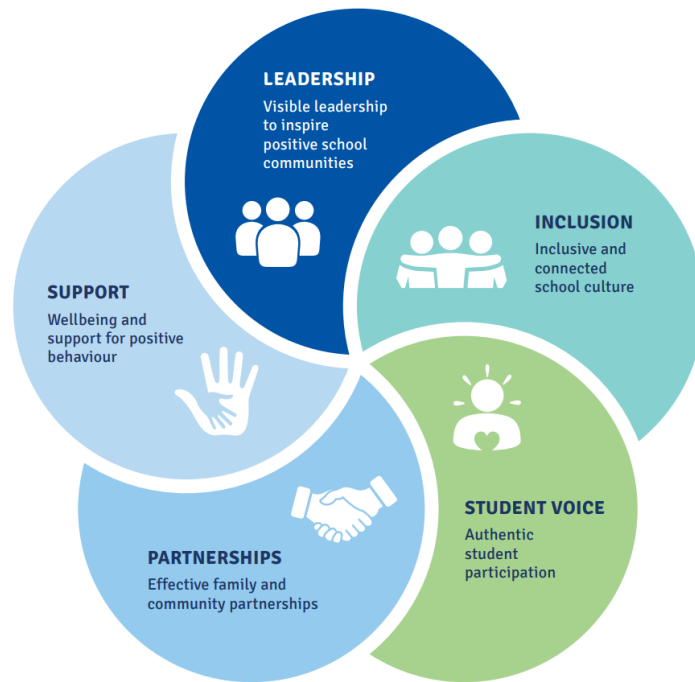 LEADERSHIP
Visible leadership
to inspire
positive school
communities
INCLUSION
Inclusive and
connected
school culture
STUDENT VOICE
Authentic
student
participation
PARTNERSHIPS
Effective family and
community partnerships
SUPPORT
Wellbeing and
support for positive
behaviour